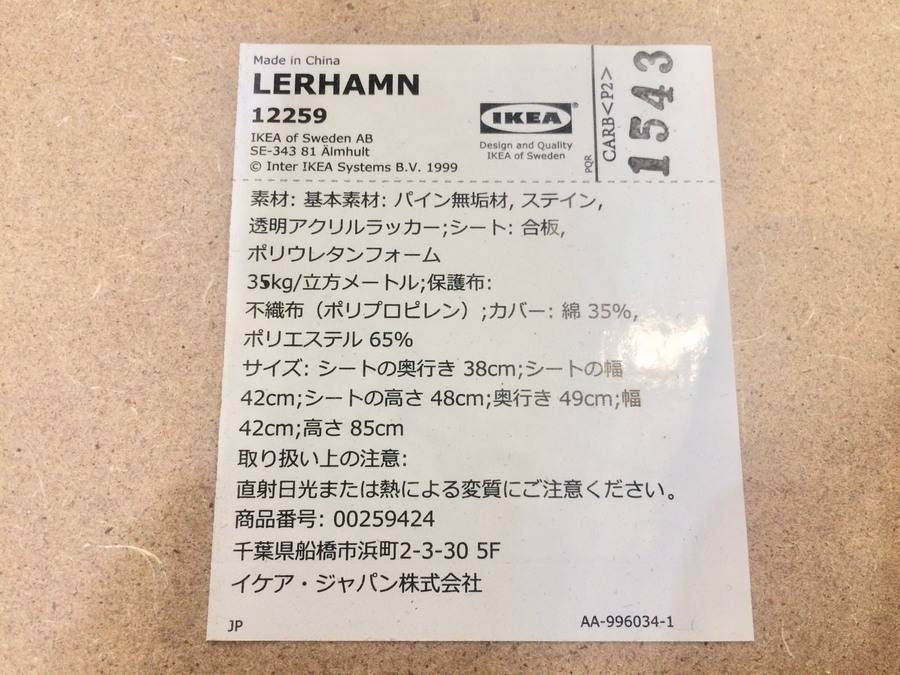 Made in China
LERHAMN
12259
IKEA of Sweden AB
SE-343 81 Älmhult
© Inter IKEA Systems B.V. 1999
IKEA®
Design and Quality
IKEA of Sweden
PQR
CARB<P2>
1543
素材: 基本素材: パイン無垢材, ステイン,
透明アクリルラッカー;シート: 合板,
ポリウレタンフォーム
35kg/立方メートル;保護布:
不織布（ポリプロピレン）;カバー: 綿 35%,
ポリエステル 65%
サイズ: シートの奥行き 38cm;シートの幅
42cm;シートの高さ 48cm;奥行き 49cm;幅
42cm;高さ 85cm
取り扱い上の注意:
直射日光または熱による変質にご注意ください。
商品番号: 00259424
千葉県船橋市浜町2-3-30 5F
イケア・ジャパン株式会社
JP
AA-996034-1